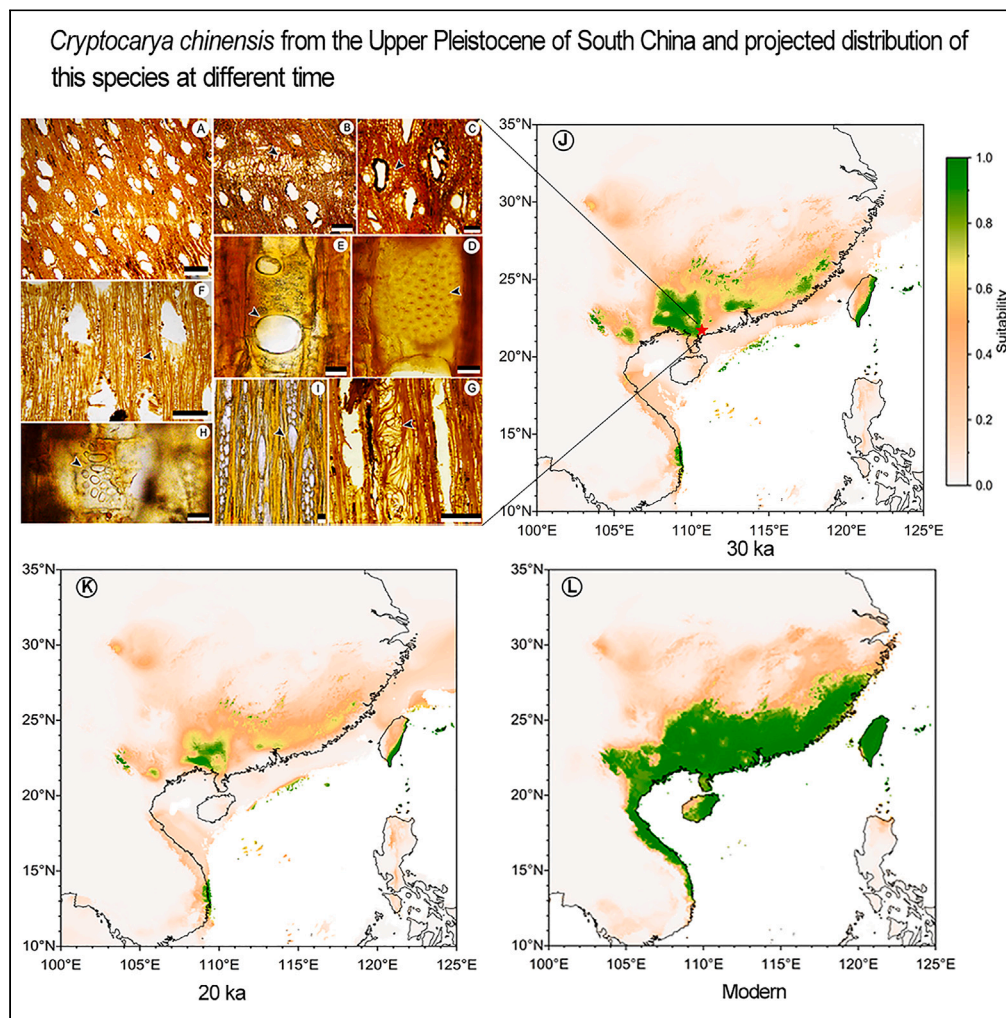 Cryptocarya chinensis from the Upper Pleistocene of South China and projected distribution of
this species at different time
A
B
C
E
D
F
H
I
G
35°N
30°N
25°N
20°N
15°N
10°N
J
100°E 105°E 110°E 115°E 120°E 125°E
30 ka
1.0
0.8
0.6
0.4
0.2
0.0
Suitability
35°N
30°N
25°N
20°N
15°N
10°N
K
100°E 105°E 110°E 115°E 120°E 125°E
20 ka
35°N
30°N
25°N
20°N
15°N
10°N
L
100°E 105°E 110°E 115°E 120°E 125°E
Modern